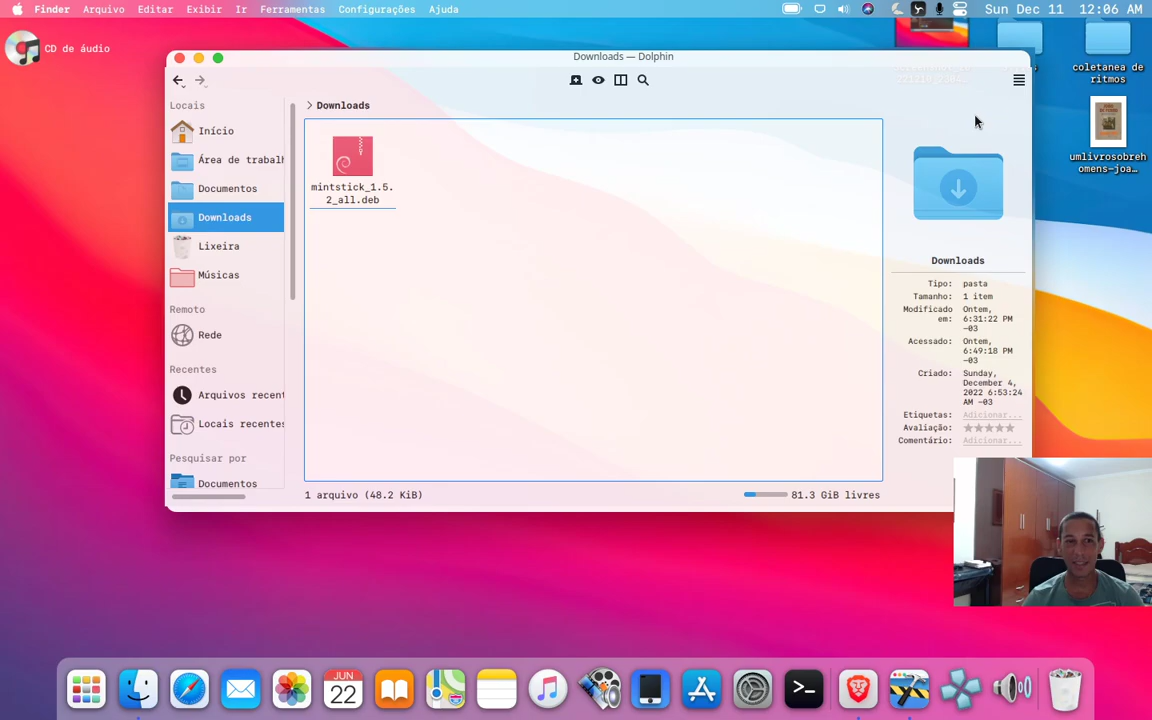 Finder Arquivo Editar Exibir Ir Ferramentas Configurações Ajuda Sun Dec 11 12:06 AM
CD de áudio
Downloads — Dolphin
coletanea de
ritmos
umlivrosobreh
omens-joa...
Downloads
Locais
Início
Área de trabalh
Documentos
Downloads
Lixeira
Músicas
Remoto
Rede
Recentes
Arquivos recent
Locais recentes
Pesquisar por
Documentos
mintstick_1.5.
2_all.deb
Downloads
Tipo: pasta
Tamanho: 1 item
Modificado em: Ontem,
6:31:22 PM
-03
Acessado: Ontem,
6:49:18 PM
-03
Criado: Sunday,
December 4,
2022 6:53:24
AM -03
Etiquetas: Adicionar...
Avaliação:
Comentário: Adicionar...
1 arquivo (48.2 KiB)
81.3 GiB livres
JUN
22